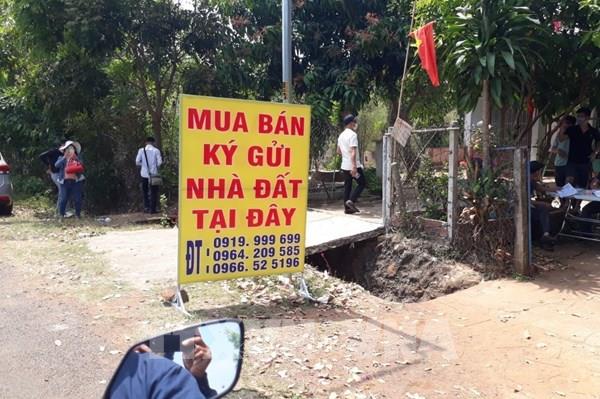 MUA BÁN
KÝ GỬI
NHÀ ĐẤT
TẠI ĐÂY
ĐT: 0919. 999 699
0964. 209 585
0966. 52 5196